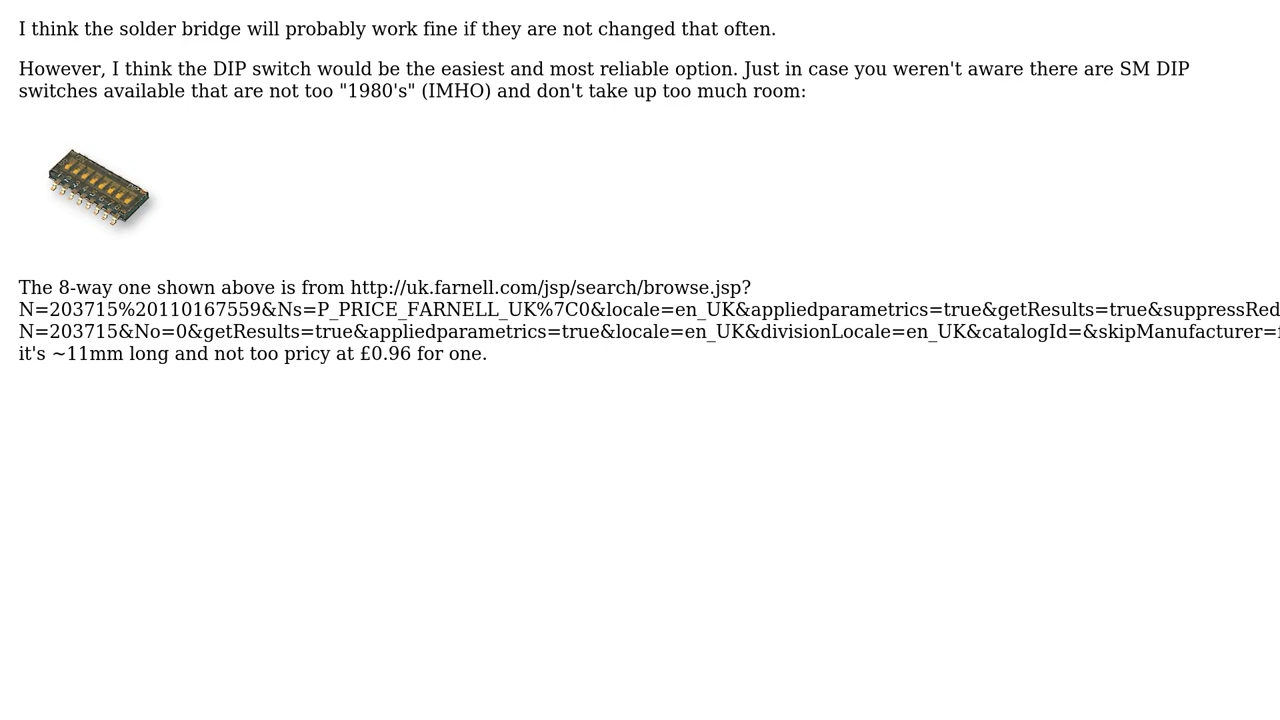 I think the solder bridge will probably work fine if they are not changed that often.
However, I think the DIP switch would be the easiest and most reliable option. Just in case you weren't aware there are SM DIP
switches available that are not too "1980's" (IMHO) and don't take up too much room:
The 8-way one shown above is from http://uk.farnell.com/jsp/search/browse.jsp?
N=203715%20110167559&Ns=P_PRICE_FARNELL_UK%7C0&locale=en_UK&appliedparametrics=true&getResults=true&suppressRed
N=203715&No=0&getResults=true&appliedparametrics=true&locale=en_UK&divisionLocale=en_UK&catalogId=&skipManufacturer=f
it's ~11mm long and not too pricy at £0.96 for one.